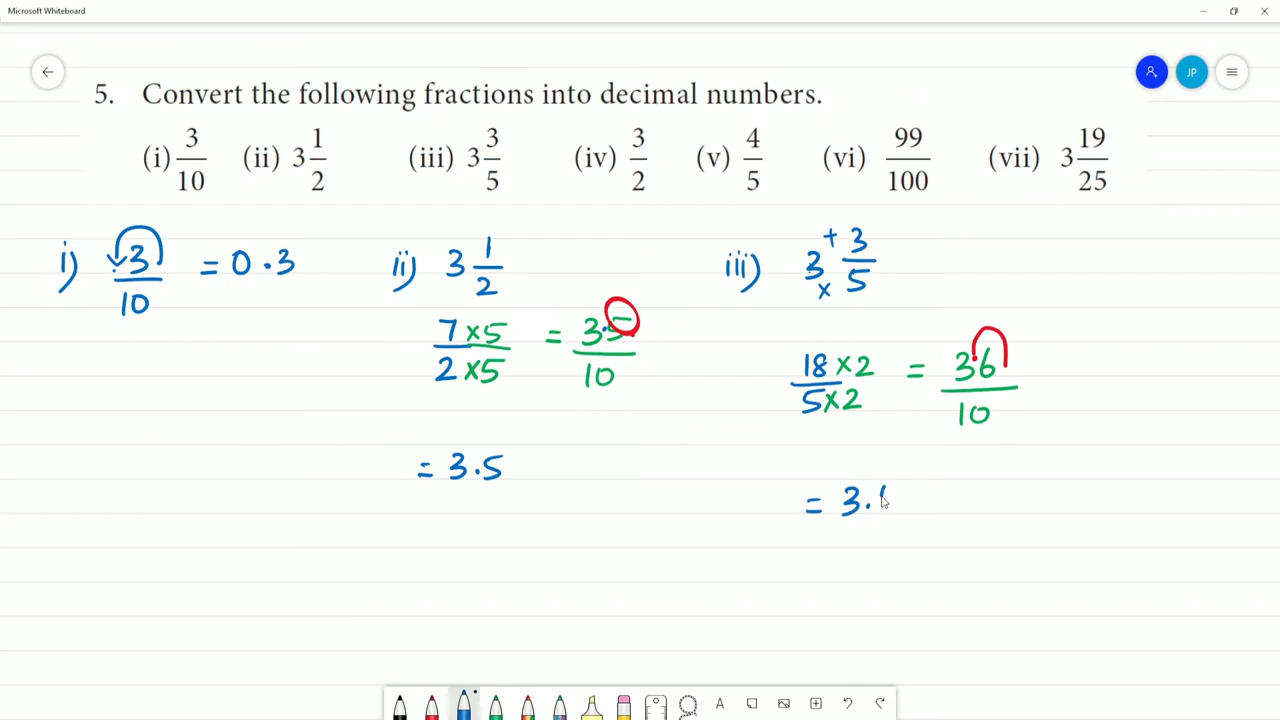 Microsoft Whiteboard
JP
5. Convert the following fractions into decimal numbers.
(i) 3/10 (ii) 3 1/2 (iii) 3 3/5 (iv) 3/2 (v) 4/5 (vi) 99/100 (vii) 3 19/25
i) .3/10 = 0.3
ii) 3 1/2
7×5/2×5 = 3.5/10
= 3.5
iii) 3 + × 3/5
18×2/5×2 = 3.6/10
= 3.
A